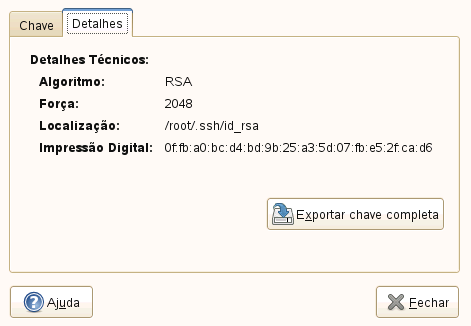 Chave
Detalhes
Detalhes Técnicos:
Algoritmo: RSA
Força: 2048
Localização: /root/.ssh/id_rsa
Impressão Digital: 0f:fb:a0:bc:d4:bd:9b:25:a3:5d:07:fb:e5:2f:ca:d6
Exportar chave completa
Ajuda
Fechar